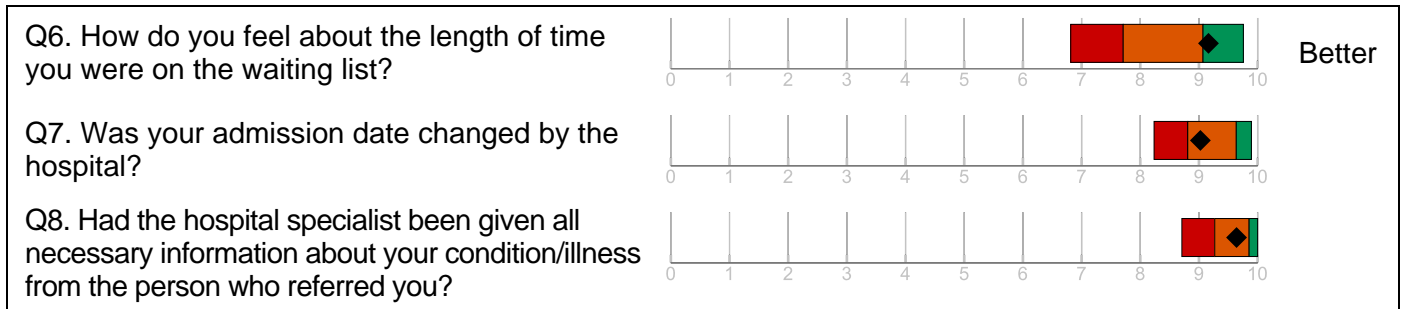 Q6. How do you feel about the length of time
you were on the waiting list?
0 1 2 3 4 5 6 7 8 9 10
Better
Q7. Was your admission date changed by the
hospital?
0 1 2 3 4 5 6 7 8 9 10
Q8. Had the hospital specialist been given all
necessary information about your condition/illness
from the person who referred you?
0 1 2 3 4 5 6 7 8 9 10